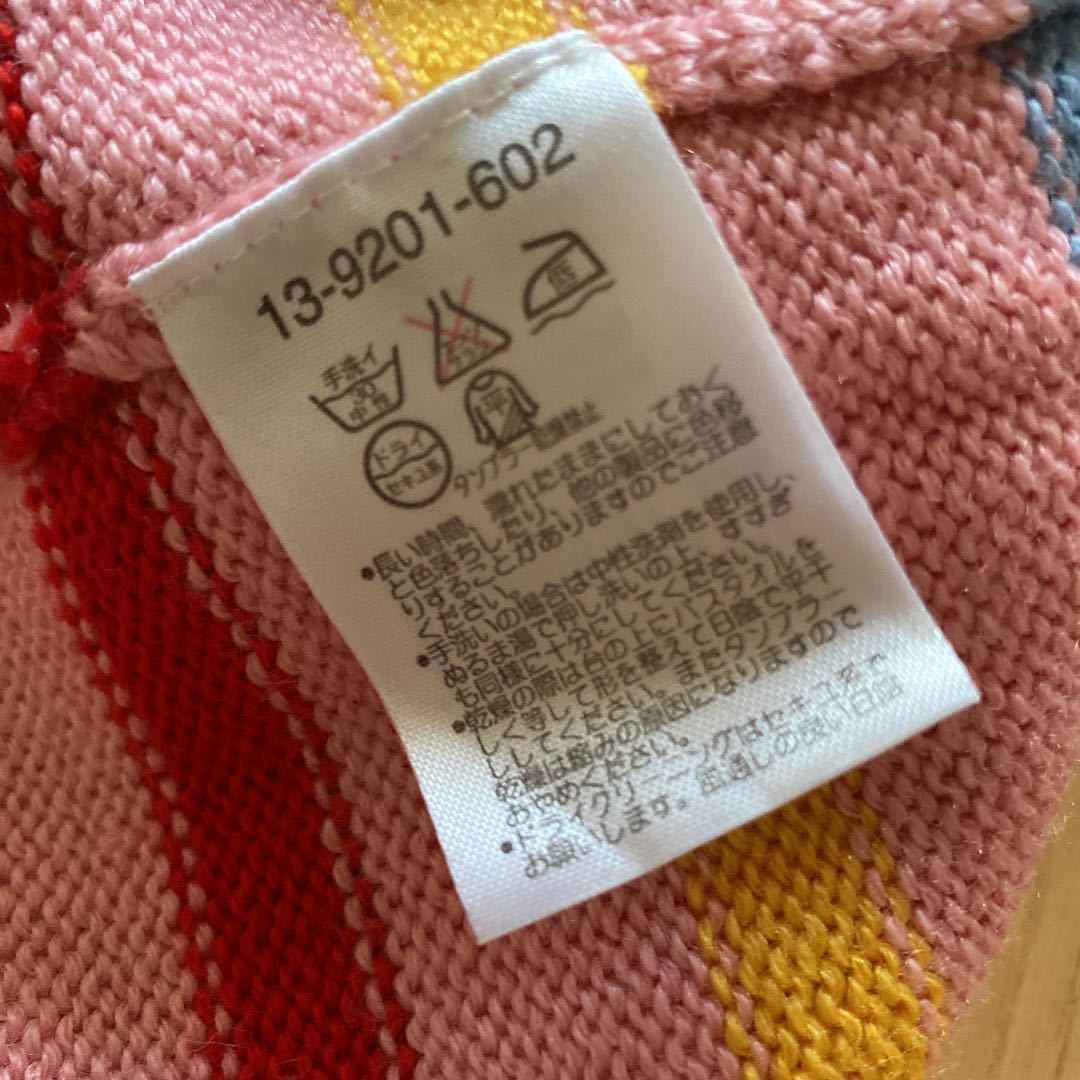 13-9201-602
手洗イ
30
中性
エンソ
低
ドライ
セキユ系
平
タンブラー乾燥禁止
•長い時間、濡れたままにしておく
と色落ちしたり、他の製品に色移
りすることがありますのでご注意
ください。
•手洗いの場合は中性洗剤を使用し、
ぬるま湯で押し洗いの上、すすぎ
も同様に十分にしてください。
•乾燥の際は台の上にバスタオルを
しく等して形を整えて日陰で平干
ししてください。またタンブラー
乾燥は縮みの原因になりますので
おやめください。
•ドライクリーニングはセキユ系で
お願いします。風通しの良い日陰